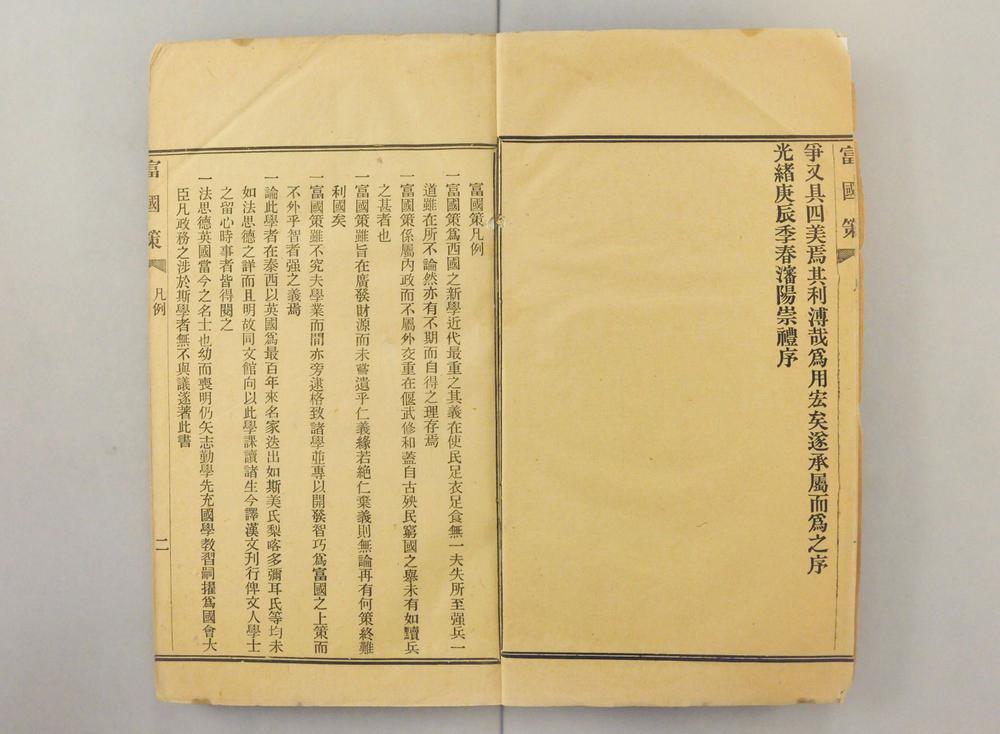 富國策
爭又具四美焉其利溥哉爲用宏矣遂承屬而爲之序
光緒庚辰季春瀋陽崇禮序
富國策凡例
一富國策爲西國之新學近代最重之其義在使民足衣足食無一夫失所至强兵一
道雖在所不論然亦有不期而自得之理存焉
一富國策係屬內政而不屬外交重在偃武修和蓋自古殃民窮國之舉未有如黷兵
之甚者也
一富國策雖旨在廣發財源而未嘗遺乎仁義緣若絶仁棄義則無論再有何策終難
利國矣
一富國策雖不究夫學業而間亦旁逮格致諸學並專以開發智巧爲富國之上策而
不外乎智者强之義焉
一論此學者在泰西以英國爲最百年來名家迭出如斯美氏梨喀多彌耳氏等均未
如法思德之詳而且明故同文館向以此學課讀諸生今譯漢文刊行俾文人學士
之留心時事者皆得閱之
一法思德英國當今之名士也幼而喪明仍矢志勤學先充國學教習嗣擢爲國會大
臣凡政務之涉於斯學者無不與議遂著此書
富國策
凡例
二